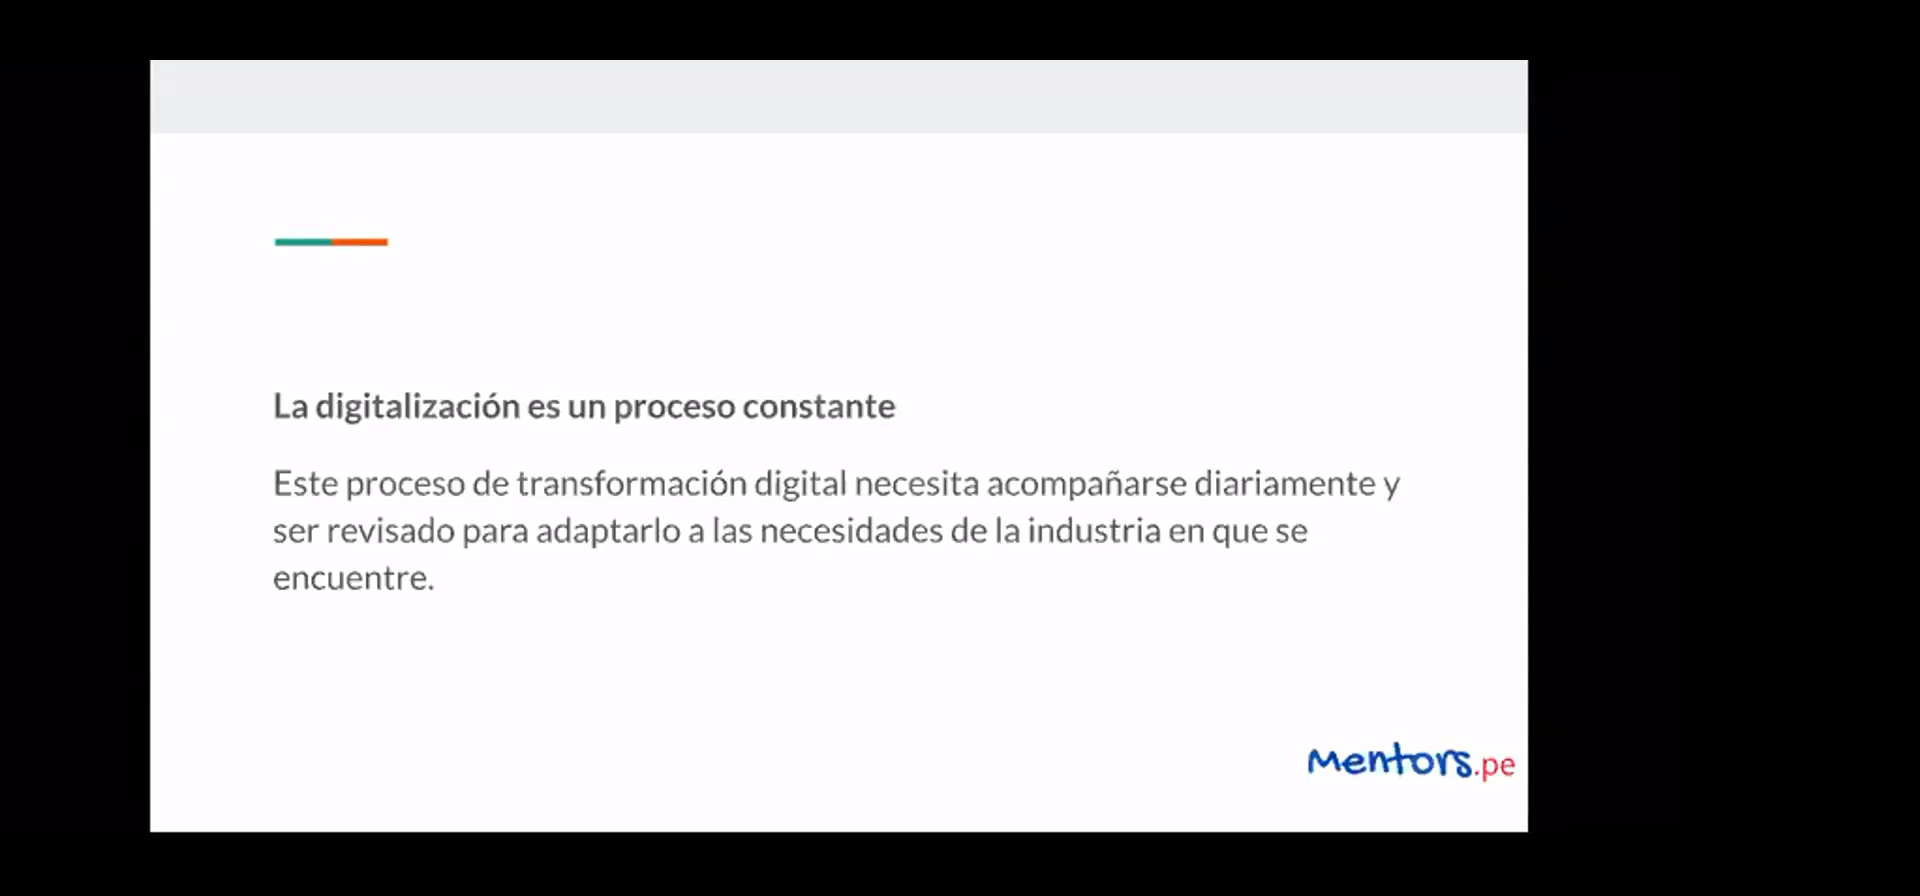 La digitalización es un proceso constante
Este proceso de transformación digital necesita acompañarse diariamente y
ser revisado para adaptarlo a las necesidades de la industria en que se
encuentre.
Mentors.pe